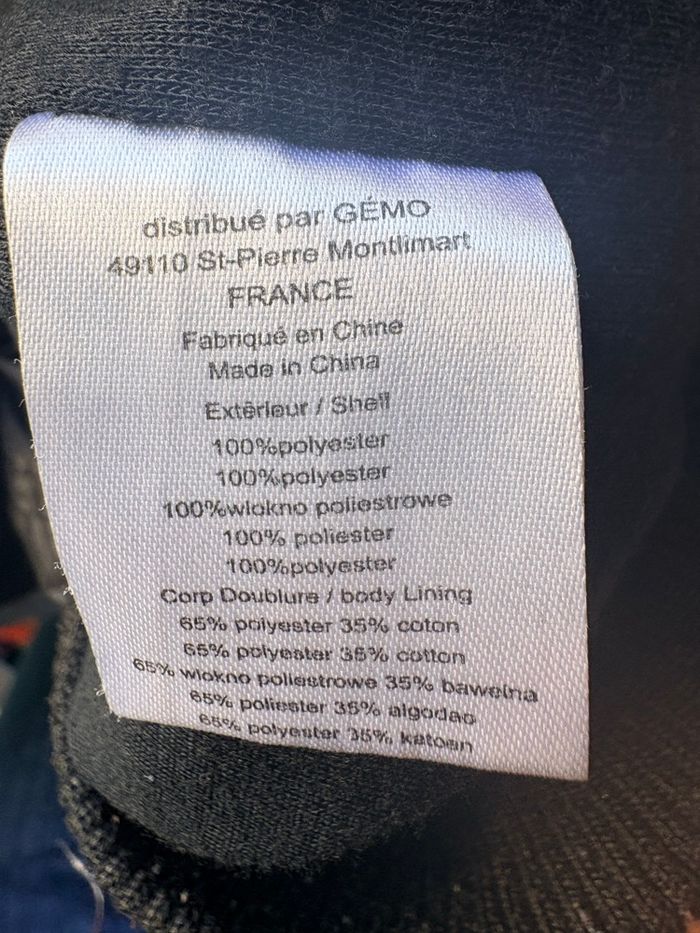 distribué par GÉMO
49110 St-Pierre Montlimart
FRANCE
Fabriqué en Chine
Made in China
Extérieur / Shell
100%polyester
100%polyester
100%wlokno poliestrowe
100% poliester
100%polyester
Corp Doublure / body Lining
65% polyester 35% coton
65% polyester 35% cotton
65% wlokno poliestrowe 35% bawelna
65% poliester 35% algodao
65% polyester 35% katoen